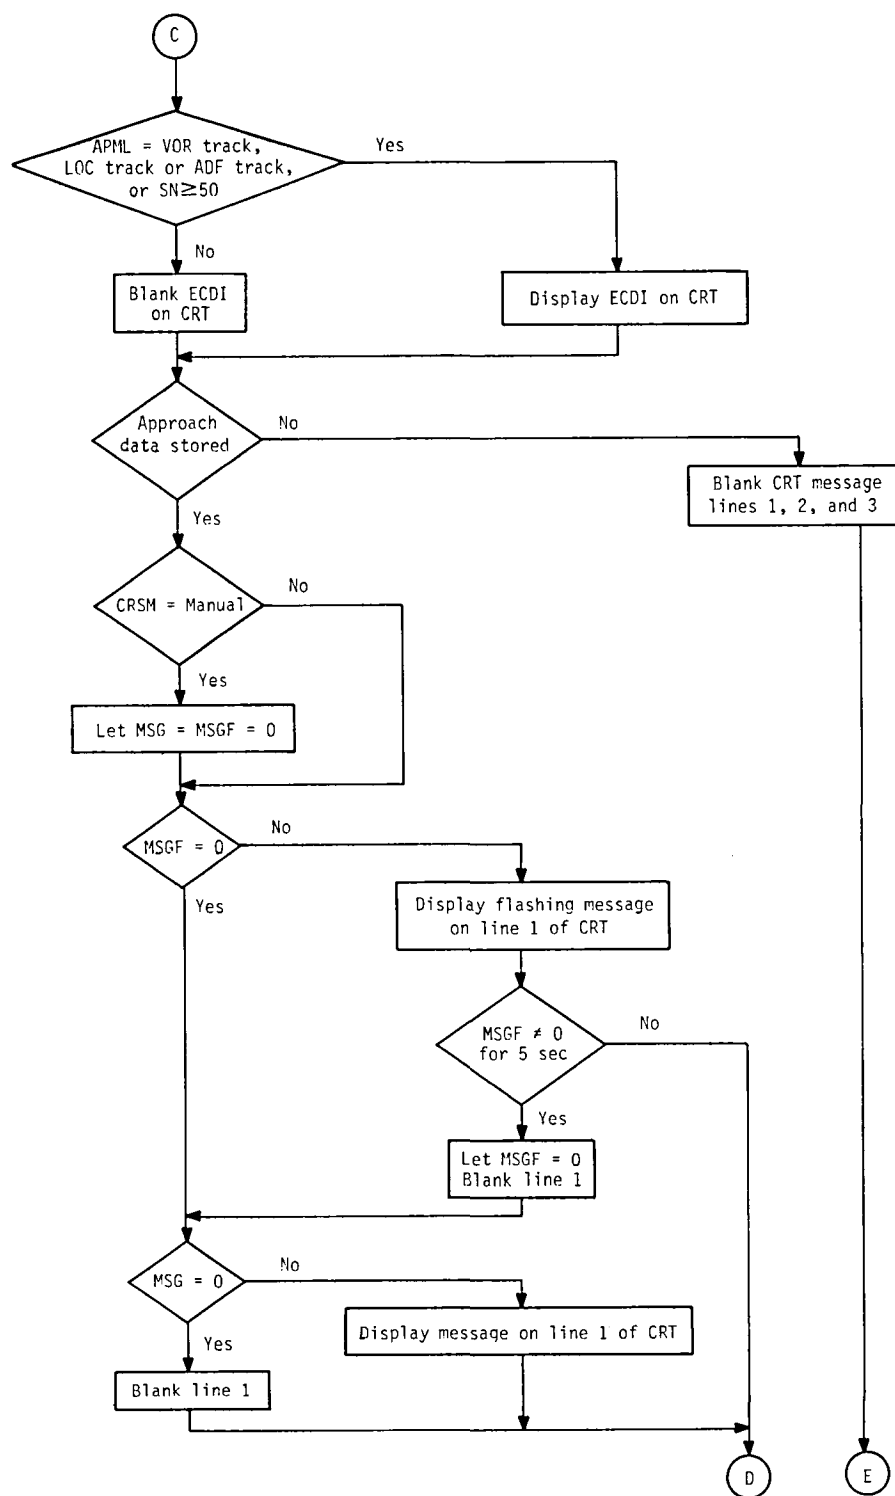 C
APML = VOR track,
LOC track or ADF track,
or SN≥50
Yes
No
Blank ECDI
on CRT
Display ECDI on CRT
Approach
data stored
No
Blank CRT message
lines 1, 2, and 3
Yes
CRSM = Manual
No
Yes
Let MSG = MSGF = 0
MSGF = 0
No
Yes
Display flashing message
on line 1 of CRT
MSGF ≠ 0
for 5 sec
No
Yes
Let MSGF = 0
Blank line 1
MSG = 0
No
Display message on line 1 of CRT
Yes
Blank line 1
D
E